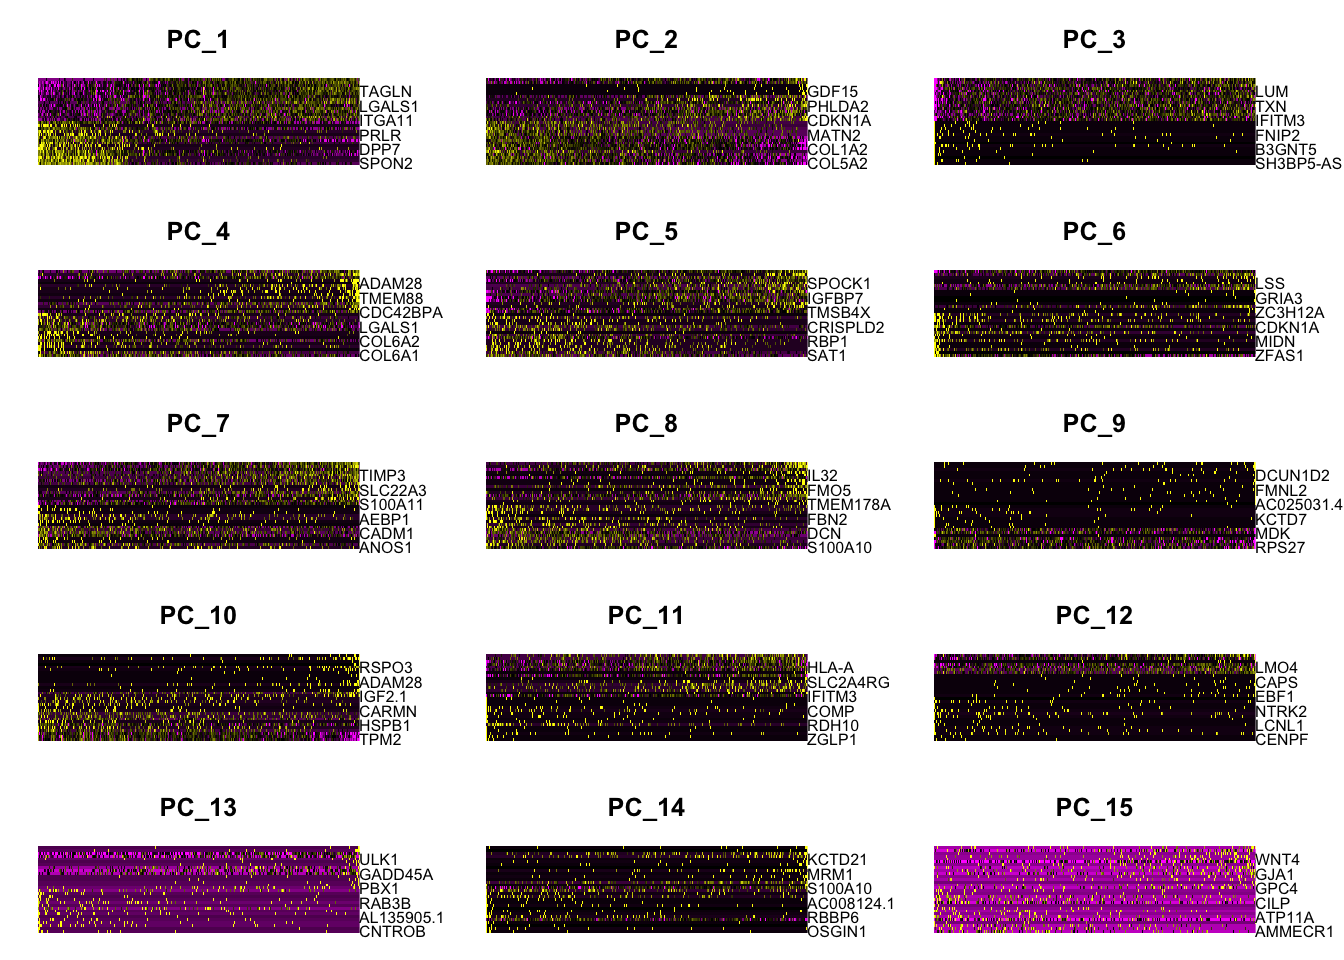 PC_1
TAGLN
LGALS1
ITGA11
PRLR
DPP7
SPON2
PC_2
GDF15
PHLDA2
CDKN1A
MATN2
COL1A2
COL5A2
PC_3
LUM
TXN
IFITM3
FNIP2
B3GNT5
SH3BP5-AS
PC_4
ADAM28
TMEM88
CDC42BPA
LGALS1
COL6A2
COL6A1
PC_5
SPOCK1
IGFBP7
TMSB4X
CRISPLD2
RBP1
SAT1
PC_6
LSS
GRIA3
ZC3H12A
CDKN1A
MIDN
ZFAS1
PC_7
TIMP3
SLC22A3
S100A11
AEBP1
CADM1
ANOS1
PC_8
IL32
FMO5
TMEM178A
FBN2
DCN
S100A10
PC_9
DCUN1D2
FMNL2
AC025031.4
KCTD7
MDK
RPS27
PC_10
RSPO3
ADAM28
IGF2.1
CARMN
HSPB1
TPM2
PC_11
HLA-A
SLC2A4RG
IFITM3
COMP
RDH10
ZGLP1
PC_12
LMO4
CAPS
EBF1
NTRK2
LCNL1
CENPF
PC_13
ULK1
GADD45A
PBX1
RAB3B
AL135905.1
CNTROB
PC_14
KCTD21
MRM1
S100A10
AC008124.1
RBBP6
OSGIN1
PC_15
WNT4
GJA1
GPC4
CILP
ATP11A
AMMECR1